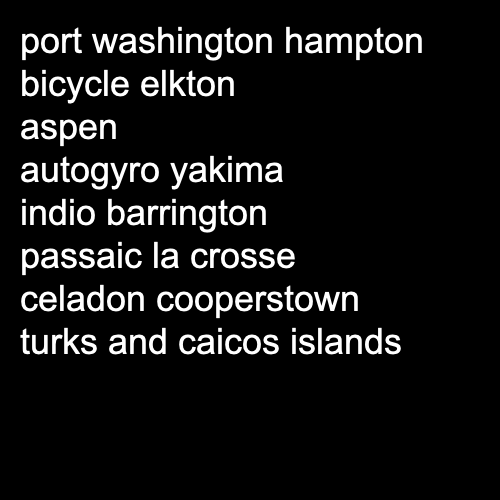 port washington hampton
bicycle elkton
aspen
autogyro yakima
indio barrington
passaic la crosse
celadon cooperstown
turks and caicos islands